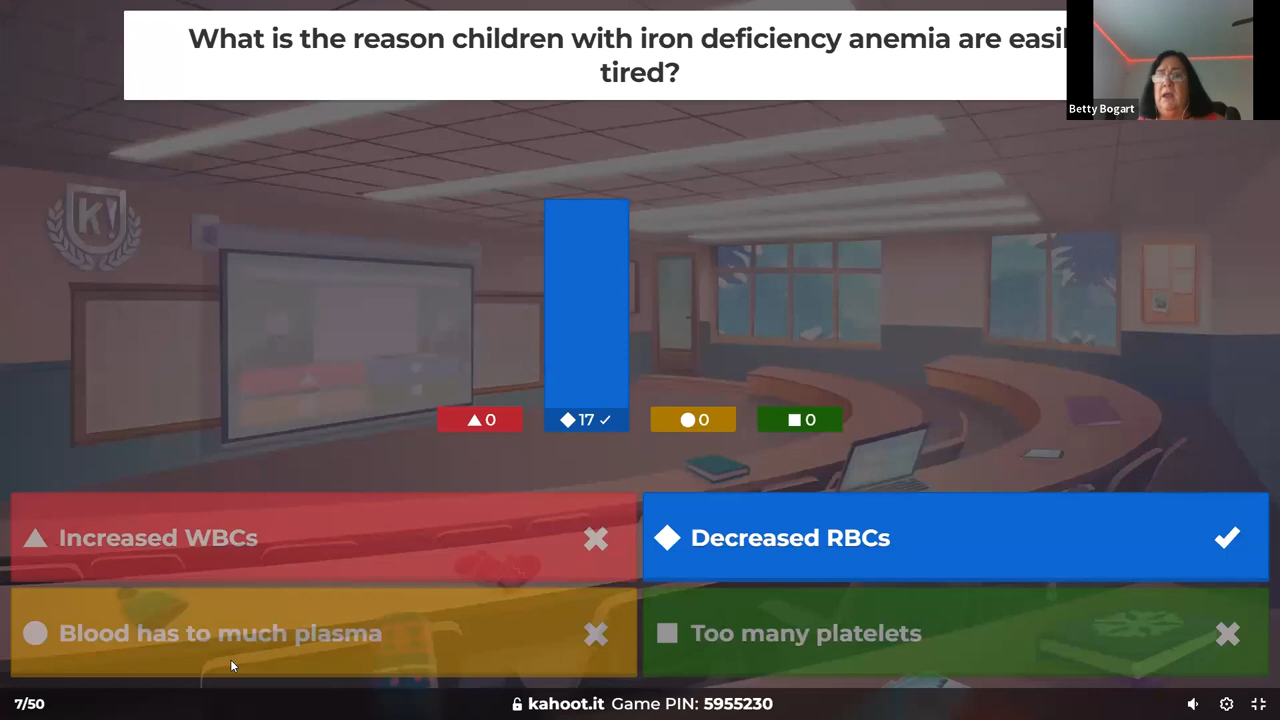 What is the reason children with iron deficiency anemia are easil
tired?
Betty Bogart
K!
0
17
0
0
Increased WBCs
Decreased RBCs
Blood has to much plasma
Too many platelets
7/50
kahoot.it Game PIN: 5955230